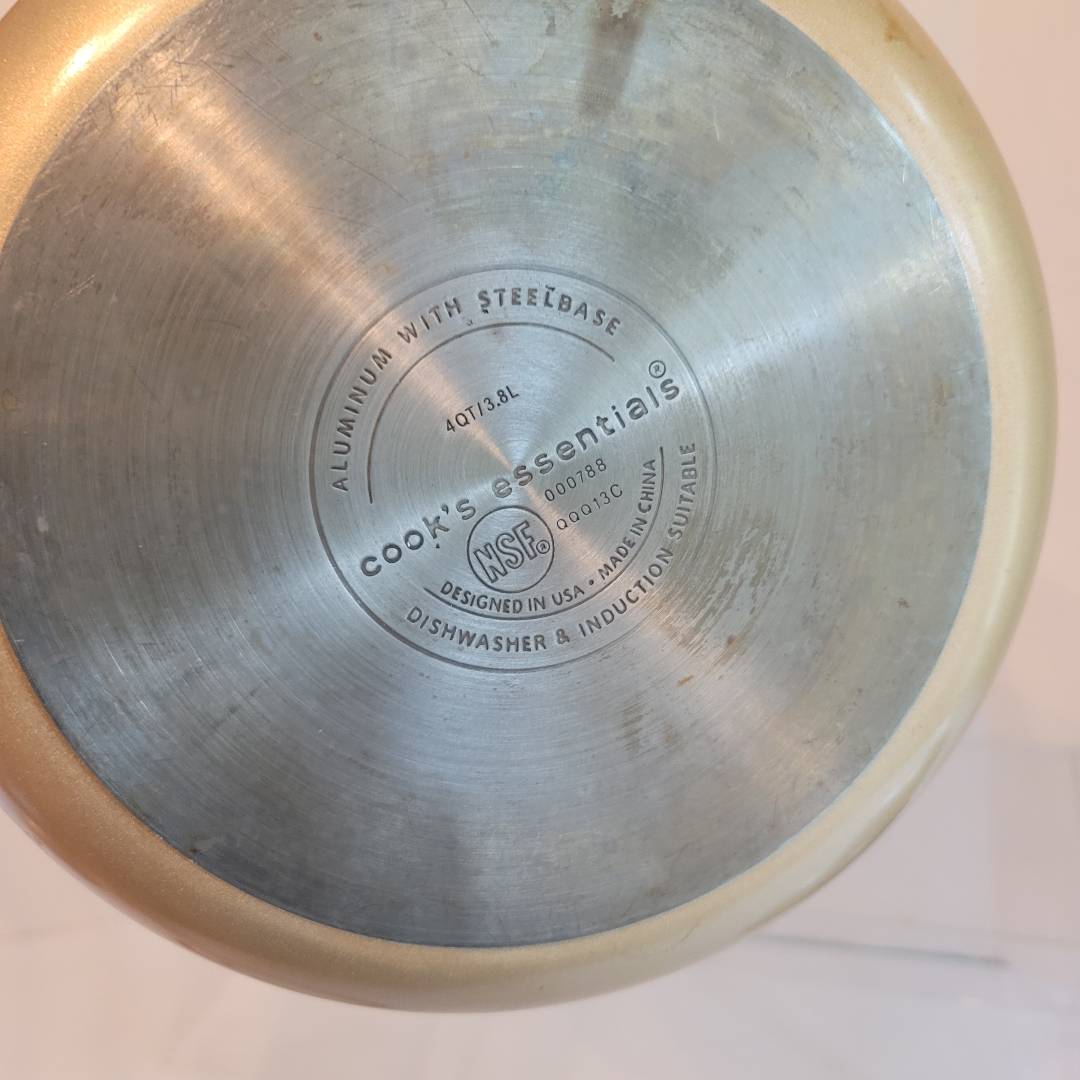 ALUMINUM WITH STEELBASE
4QT/3.8L
cook's essentials®
000788
QQQ13C
NSF®
DESIGNED IN USA • MADE IN CHINA
DISHWASHER & INDUCTION SUITABLE